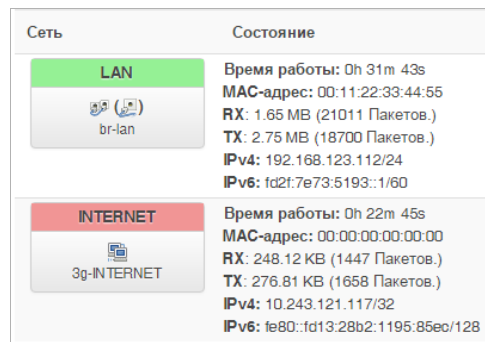 Сеть Состояние
LAN
br-lan
Время работы: 0h 31m 43s
MAC-адрес: 00:11:22:33:44:55
RX: 1.65 MB (21011 Пакетов.)
TX: 2.75 MB (18700 Пакетов.)
IPv4: 192.168.123.112/24
IPv6: fd2f:7e73:5193::1/60
INTERNET
3g-INTERNET
Время работы: 0h 22m 45s
MAC-адрес: 00:00:00:00:00:00
RX: 248.12 KB (1447 Пакетов.)
TX: 276.81 KB (1658 Пакетов.)
IPv4: 10.243.121.117/32
IPv6: fe80::fd13:28b2:1195:85ec/128